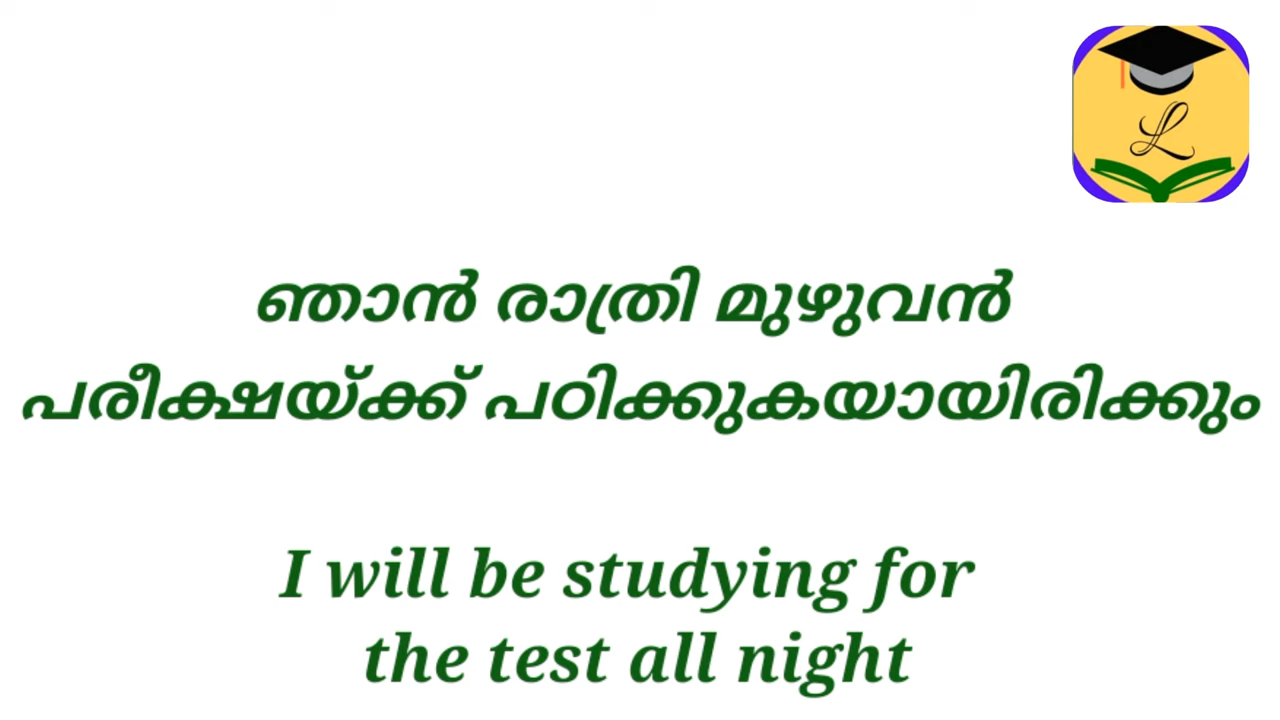 L
ഞാൻ രാത്രി മുഴുവൻ
പരീക്ഷയ്ക്ക് പഠിക്കുകയായിരിക്കും
I will be studying for
the test all night